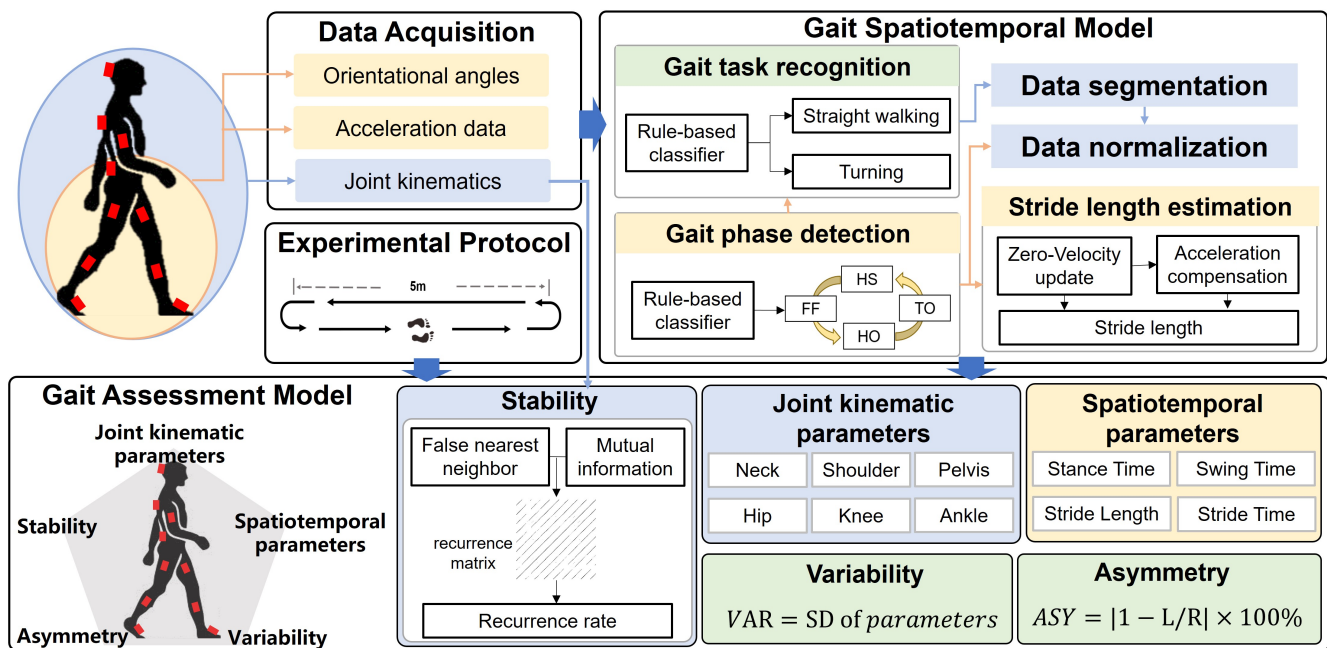 Data Acquisition
Orientational angles
Acceleration data
Joint kinematics
Experimental Protocol
5m
Gait Spatiotemporal Model
Gait task recognition
Rule-based
classifier
Straight walking
Turning
Gait phase detection
Rule-based
classifier
HS
FF
TO
HO
Data segmentation
Data normalization
Stride length estimation
Zero-Velocity
update
Acceleration
compensation
Stride length
Gait Assessment Model
Joint kinematic
parameters
Stability
Spatiotemporal
parameters
Asymmetry
Variability
Stability
False nearest
neighbor
Mutual
information
recurrence
matrix
Recurrence rate
Joint kinematic
parameters
Neck
Shoulder
Pelvis
Hip
Knee
Ankle
Spatiotemporal
parameters
Stance Time
Swing Time
Stride Length
Stride Time
Variability
VAR = SD of parameters
Asymmetry
ASY = |1 − L/R| × 100%